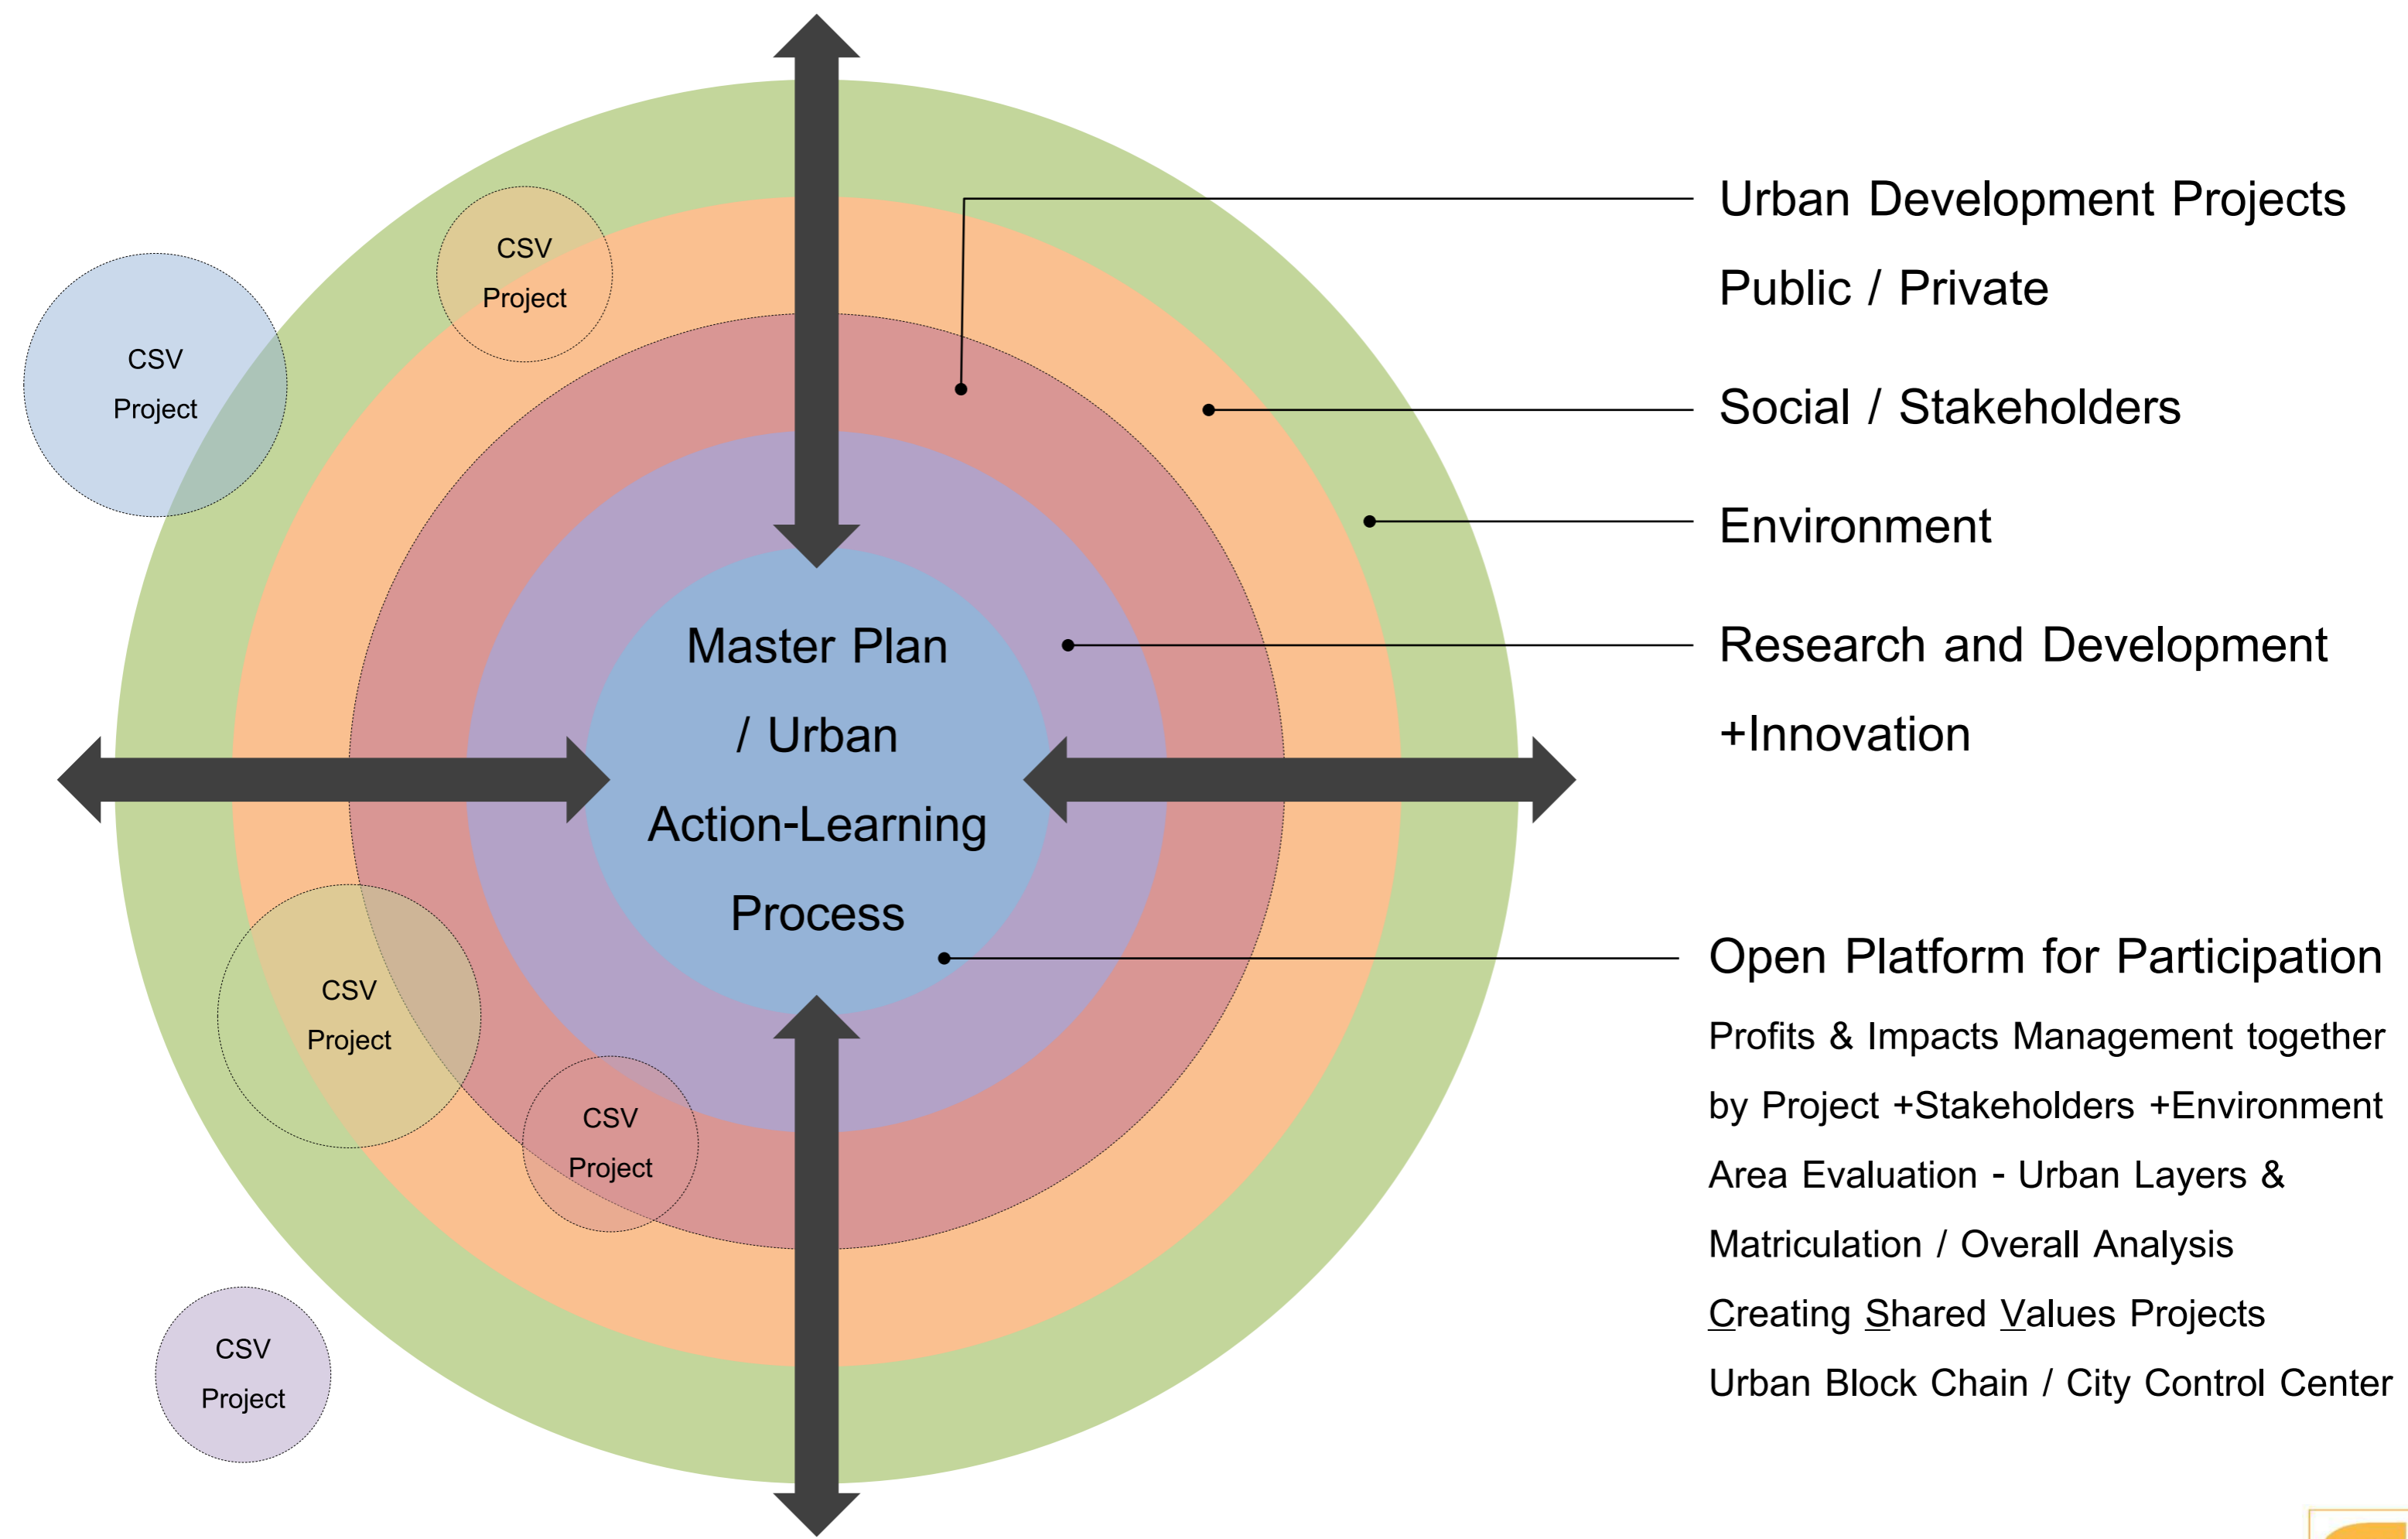 CSV
Project
CSV
Project
CSV
Project
CSV
Project
CSV
Project
Master Plan
/ Urban
Action-Learning
Process
Urban Development Projects
Public / Private
Social / Stakeholders
Environment
Research and Development
+Innovation
Open Platform for Participation
Profits & Impacts Management together
by Project +Stakeholders +Environment
Area Evaluation - Urban Layers &
Matriculation / Overall Analysis
Creating Shared Values Projects
Urban Block Chain / City Control Center